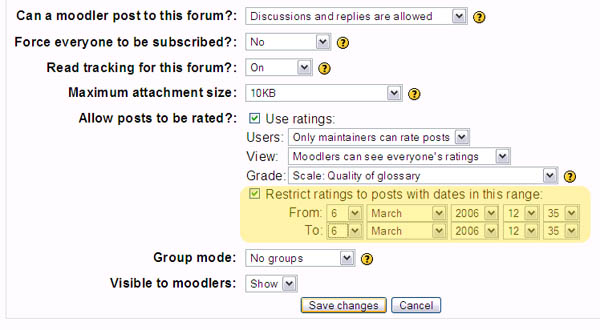 Can a moodler post to this forum?: Discussions and replies are allowed
Force everyone to be subscribed?: No
Read tracking for this forum?: On
Maximum attachment size: 10KB
Allow posts to be rated?: Use ratings:
Users: Only maintainers can rate posts
View: Moodlers can see everyone's ratings
Grade: Scale: Quality of glossary
Restrict ratings to posts with dates in this range:
From: 6 March 2006 12 35
To: 6 March 2006 12 35
Group mode: No groups
Visible to moodlers: Show
Save changes Cancel